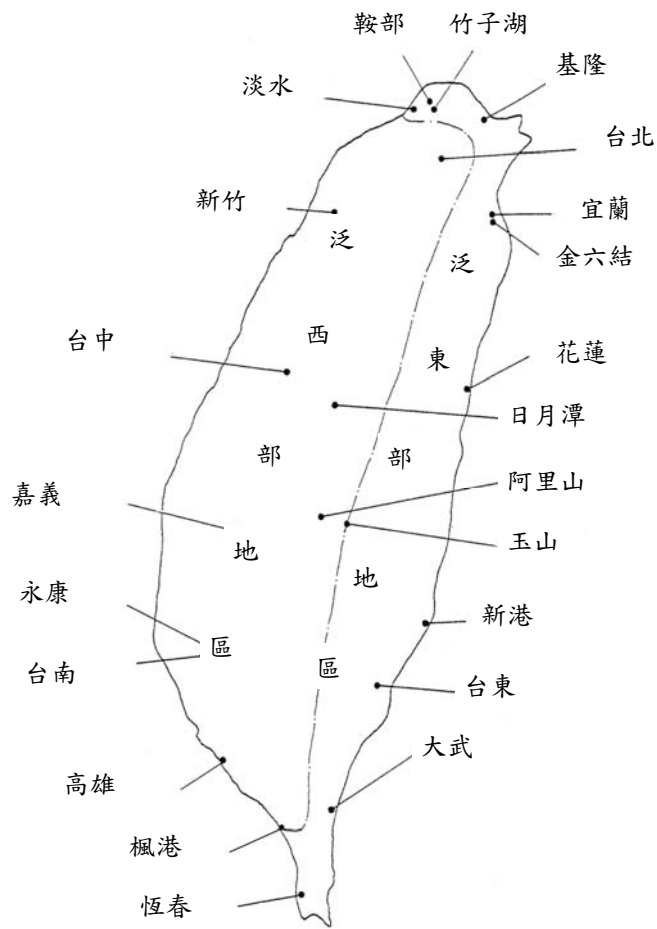 鞍部
竹子湖
基隆
淡水
台北
新竹
宜蘭
金六結
台中
花蓮
日月潭
嘉義
阿里山
玉山
永康
新港
台南
台東
大武
高雄
楓港
恆春
泛西部地區
泛東部地區